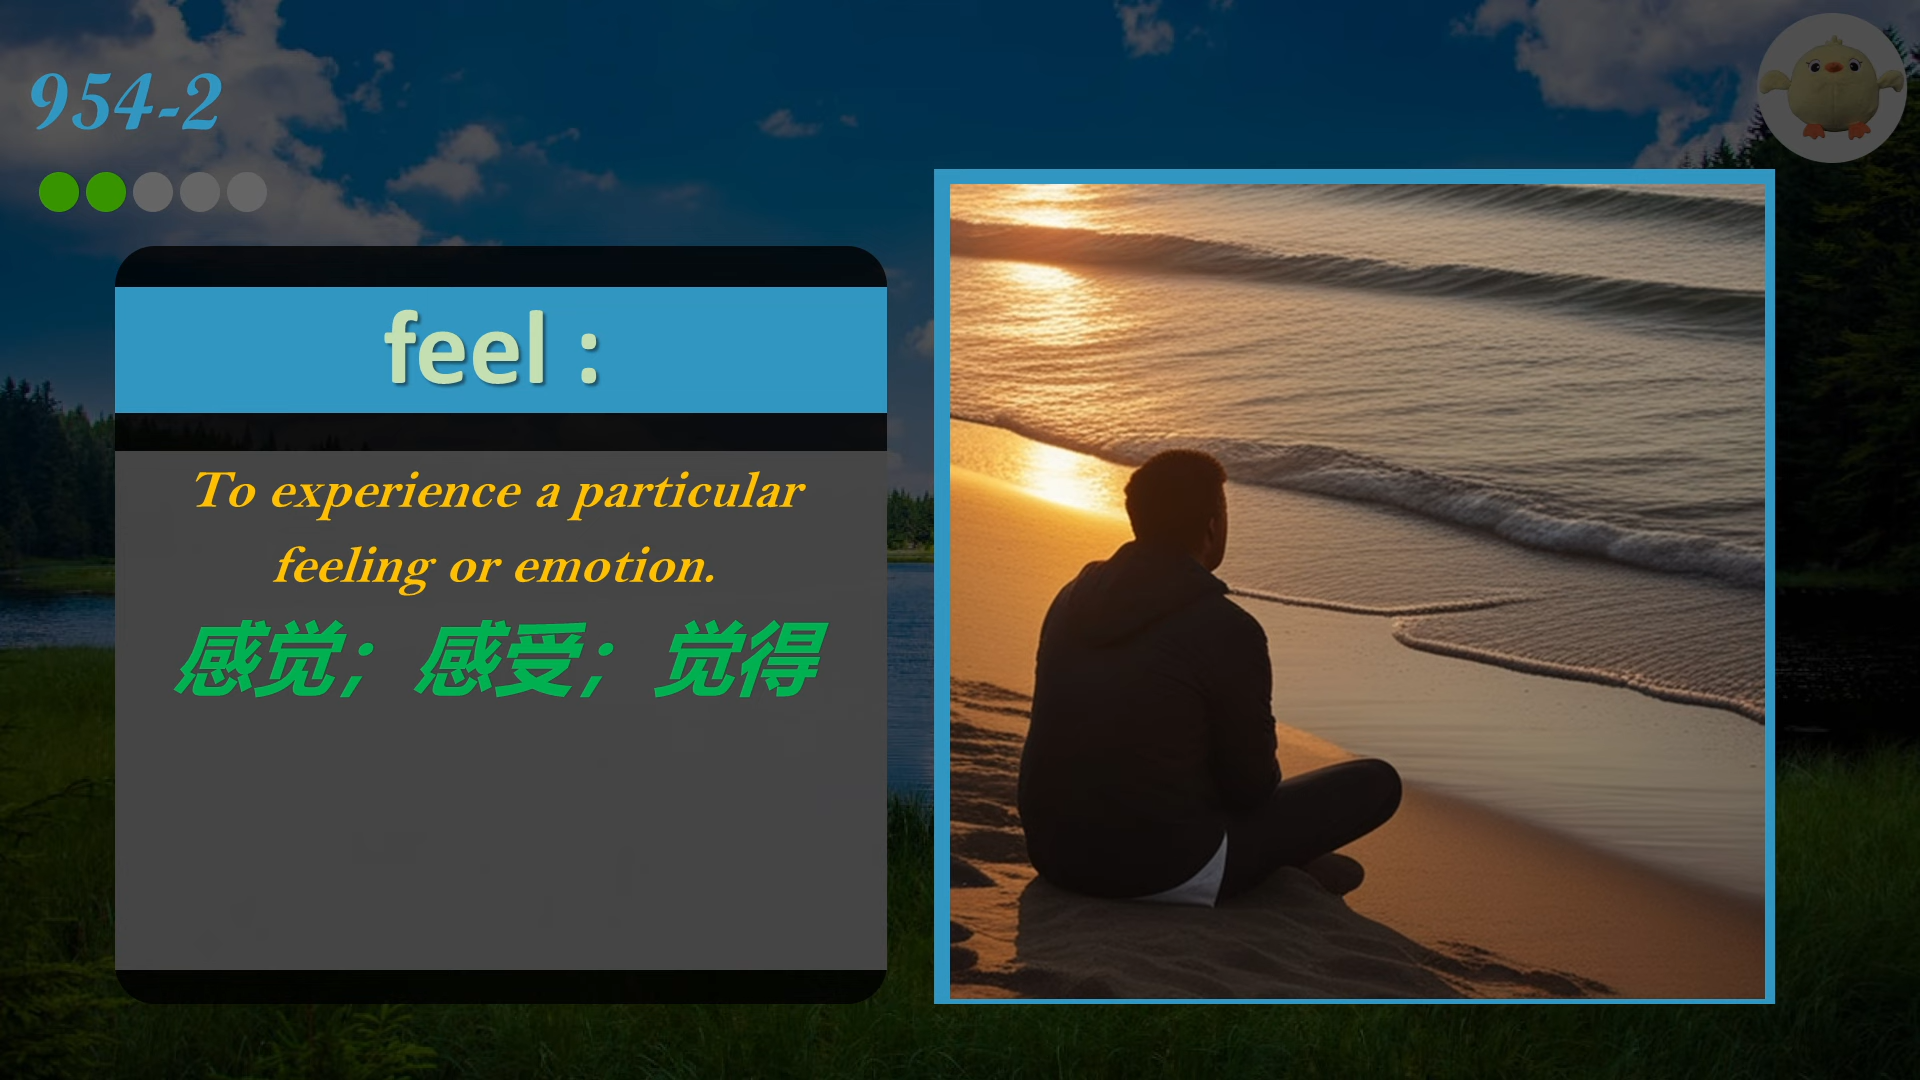 954-2
feel :
To experience a particular
feeling or emotion.
感觉；感受；觉得